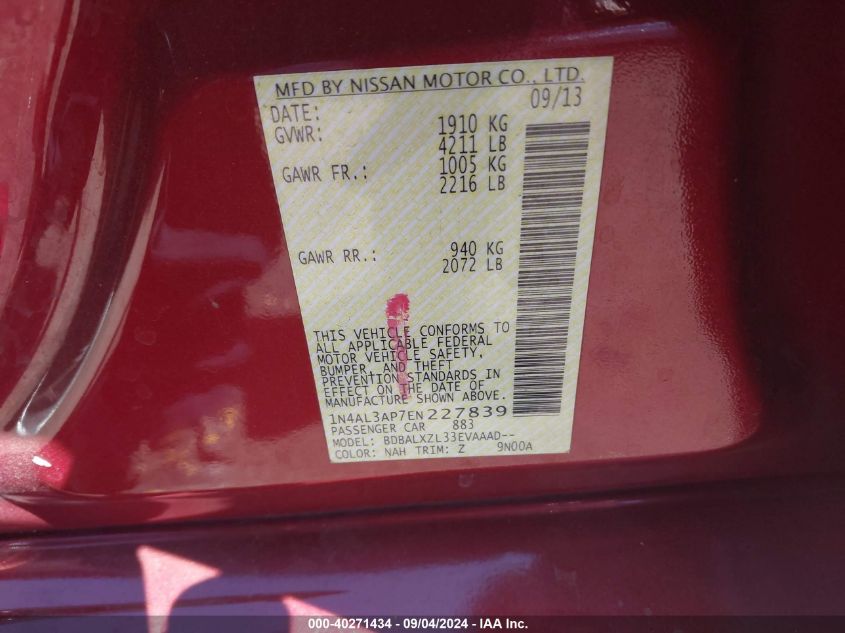 MFD BY NISSAN MOTOR CO., LTD.
DATE: 09/13
GVWR: 1910 KG
4211 LB
GAWR FR.: 1005 KG
2216 LB
GAWR RR.: 940 KG
2072 LB
THIS VEHICLE CONFORMS TO
ALL APPLICABLE FEDERAL
MOTOR VEHICLE SAFETY,
BUMPER, AND THEFT
PREVENTION STANDARDS IN
EFFECT ON THE DATE OF
MANUFACTURE SHOWN ABOVE.
1N4AL3AP7EN227839
PASSENGER CAR 883
MODEL: BDBALXZL33EVAAAD--
COLOR: NAH TRIM: Z 9N00A
000-40271434 - 09/04/2024 - IAA Inc.